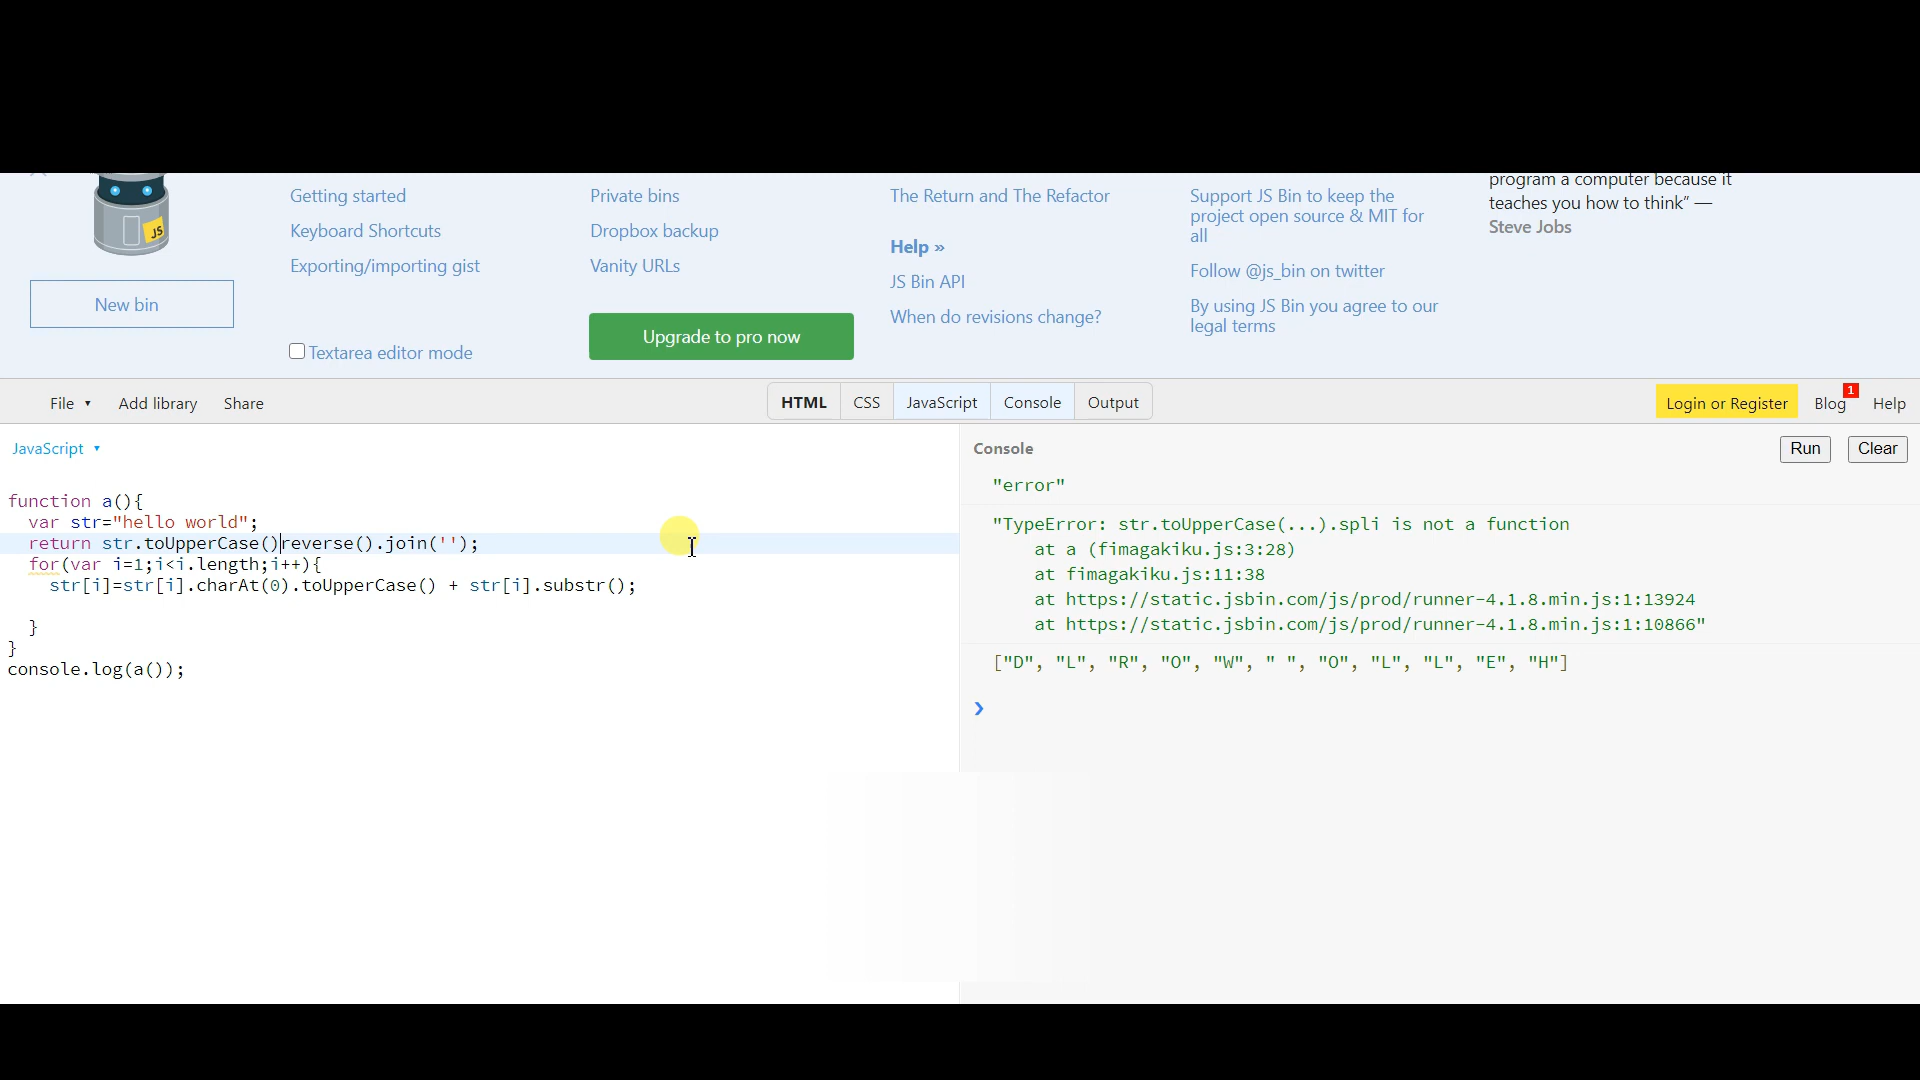 program a computer because it
teaches you how to think” —
Steve Jobs
Getting started
Keyboard Shortcuts
Exporting/importing gist
Textarea editor mode
Private bins
Dropbox backup
Vanity URLs
Upgrade to pro now
The Return and The Refactor
Help »
JS Bin API
When do revisions change?
Support JS Bin to keep the
project open source & MIT for
all
Follow @js_bin on twitter
By using JS Bin you agree to our
legal terms
JS
New bin
File ▾ Add library Share HTML CSS JavaScript Console Output Login or Register Blog 1 Help
JavaScript ▾
function a(){
var str="hello world";
return str.toUpperCase()reverse().join('');
for(var i=1;i<i.length;i++){
str[i]=str[i].charAt(0).toUpperCase() + str[i].substr();
}
}
console.log(a());
Console Run Clear
"error"
"TypeError: str.toUpperCase(...).spli is not a function
at a (fimagakiku.js:3:28)
at fimagakiku.js:11:38
at https://static.jsbin.com/js/prod/runner-4.1.8.min.js:1:13924
at https://static.jsbin.com/js/prod/runner-4.1.8.min.js:1:10866"
["D", "L", "R", "O", "W", " ", "O", "L", "L", "E", "H"]